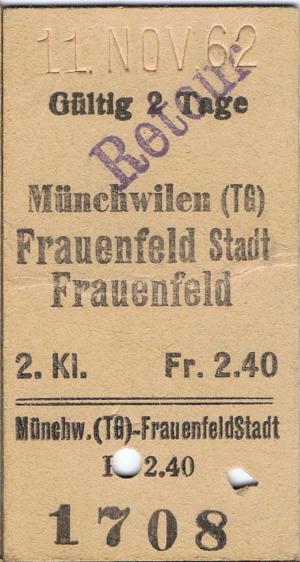 11. NOV 62
Gültig 2 Tage
Retour
Münchwilen (TG)
Frauenfeld Stadt
Frauenfeld
2. Kl. Fr. 2.40
Münchw.(TG)-FrauenfeldStadt
2.40
1708